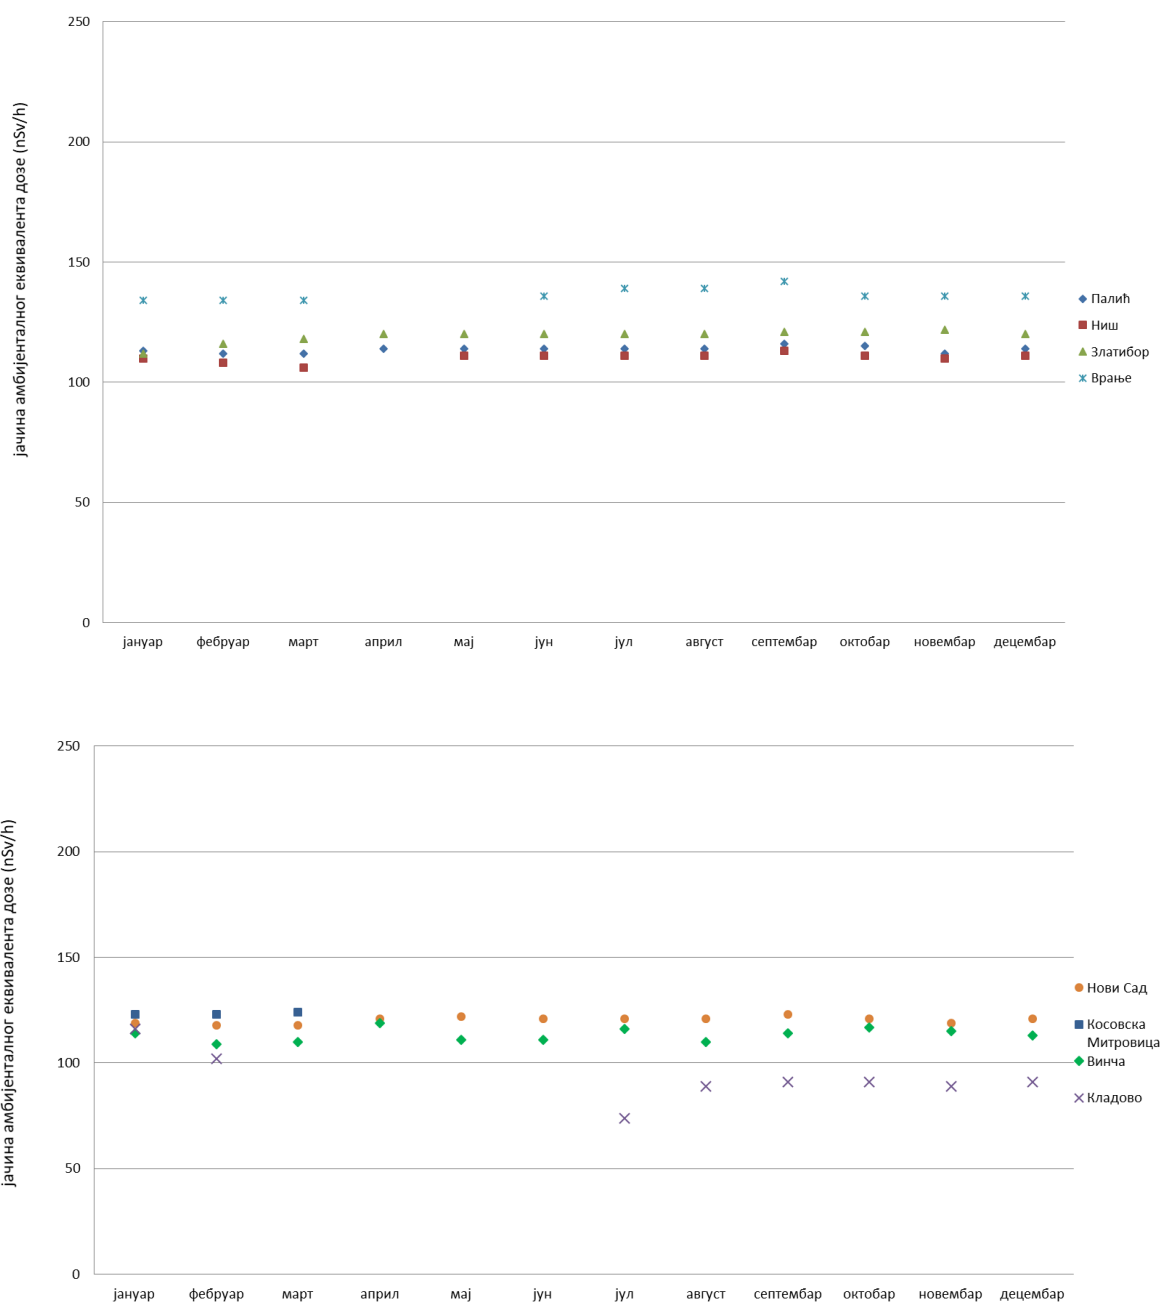 250
200
150
100
50
0
јачина амбијенталног еквивалента дозе (nSv/h)
јануар фебруар март април мај јун јул август септембар октобар новембар децембар
Палић
Ниш
Златибор
Врање
250
200
150
100
50
0
јачина амбијенталног еквивалента дозе (nSv/h)
јануар фебруар март април мај јун јул август септембар октобар новембар децембар
Нови Сад
Косовска
Митровица
Винча
Кладово